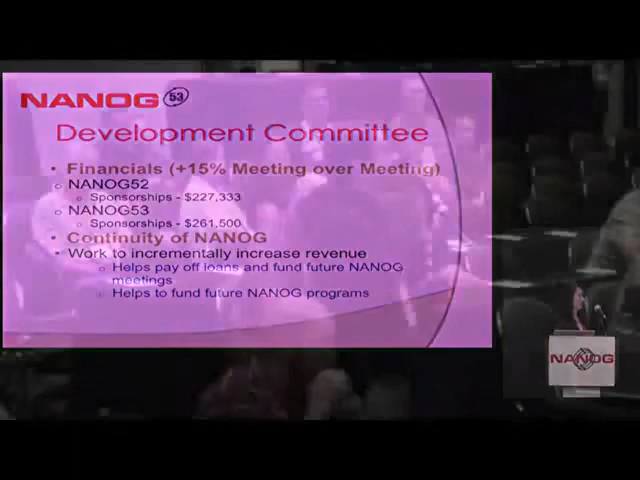 NANOG 53
Development Committee
• Financials (+15% Meeting over Meeting)
○ NANOG52
○ Sponsorships - $227,333
○ NANOG53
○ Sponsorships - $261,500
• Continuity of NANOG
• Work to incrementally increase revenue
○ Helps pay off loans and fund future NANOG
meetings
○ Helps to fund future NANOG programs
NANOG